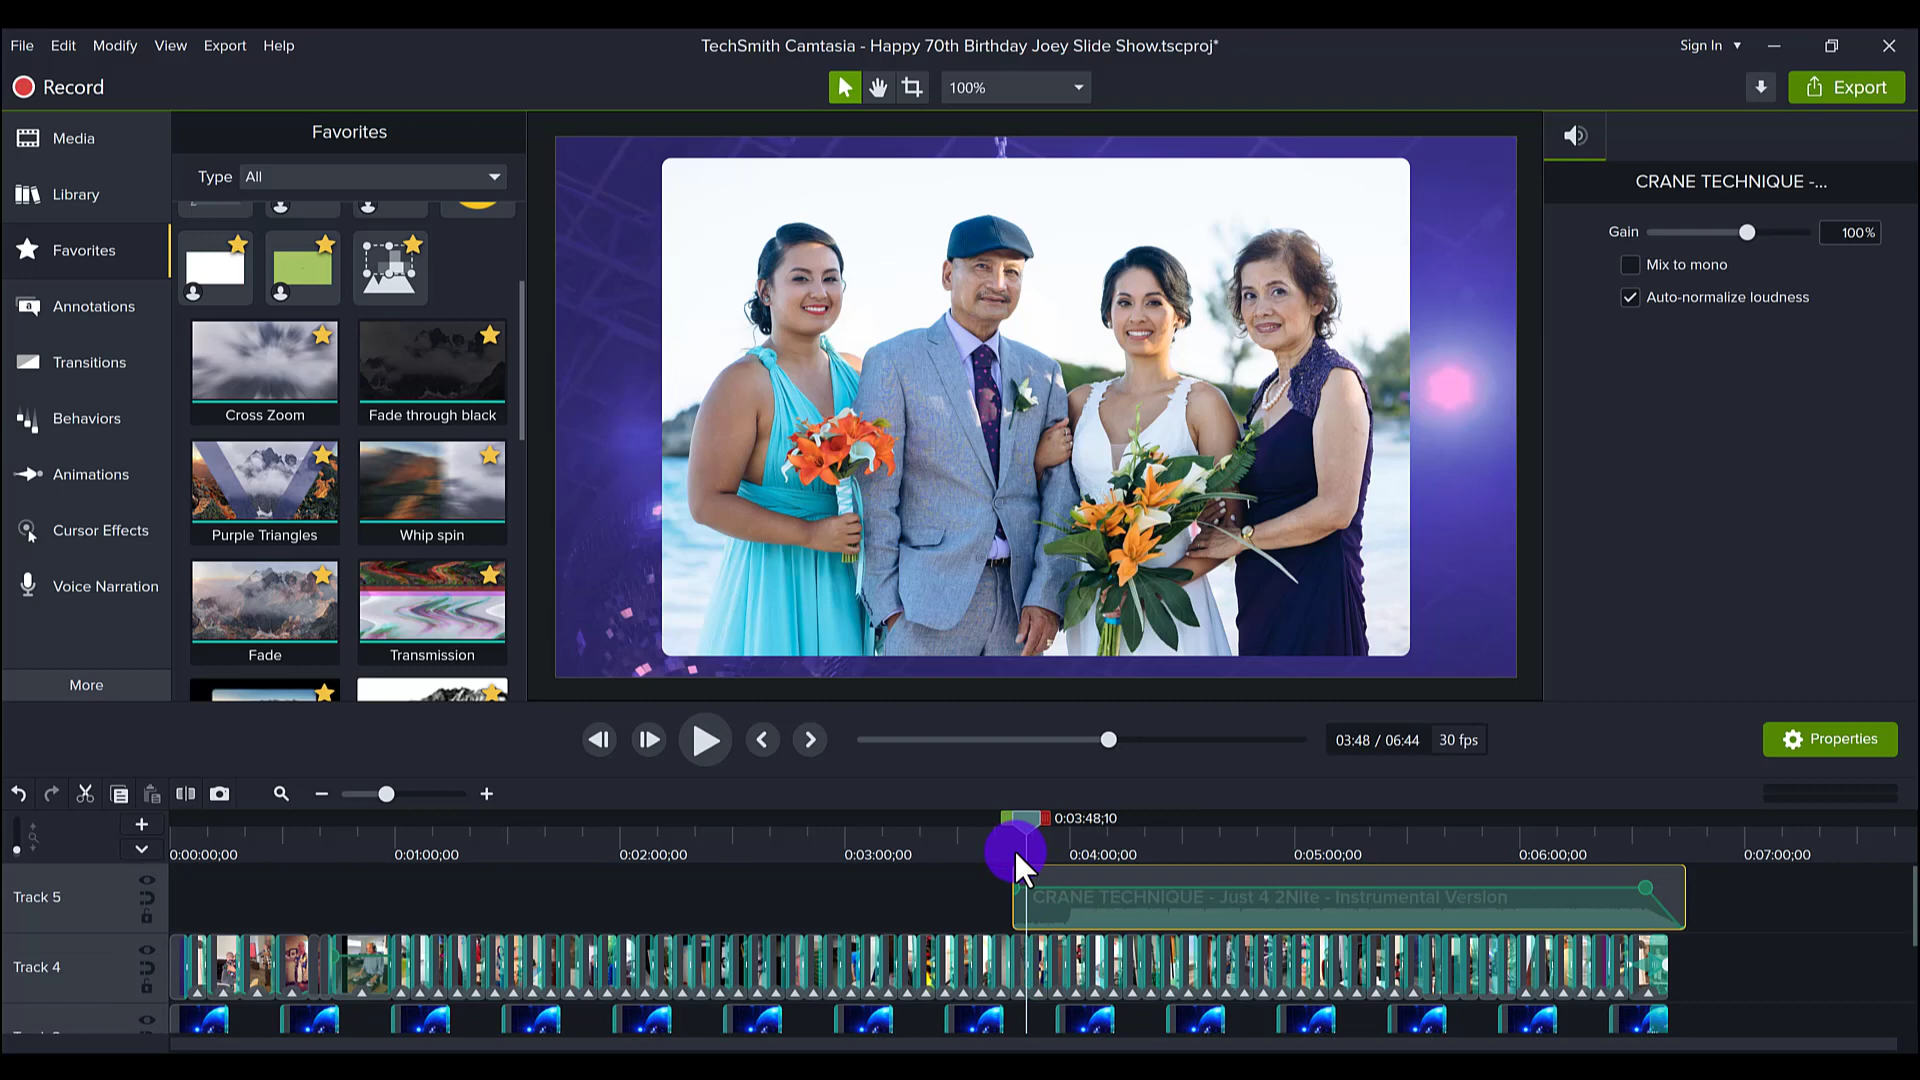 File Edit Modify View Export Help
TechSmith Camtasia - Happy 70th Birthday Joey Slide Show.tscproj*
Sign In
Record
100%
Export
Media
Library
Favorites
Annotations
Transitions
Behaviors
Animations
Cursor Effects
Voice Narration
More
Favorites
Type All
Cross Zoom
Fade through black
Purple Triangles
Whip spin
Fade
Transmission
CRANE TECHNIQUE -...
Gain 100%
Mix to mono
Auto-normalize loudness
03:48 / 06:44 30 fps
Properties
0:03:48;10
0:00:00;00 0:01:00;00 0:02:00;00 0:03:00;00 0:04:00;00 0:05:00;00 0:06:00;00 0:07:00;00
Track 5
CRANE TECHNIQUE - Just 4 2Nite - Instrumental Version
Track 4